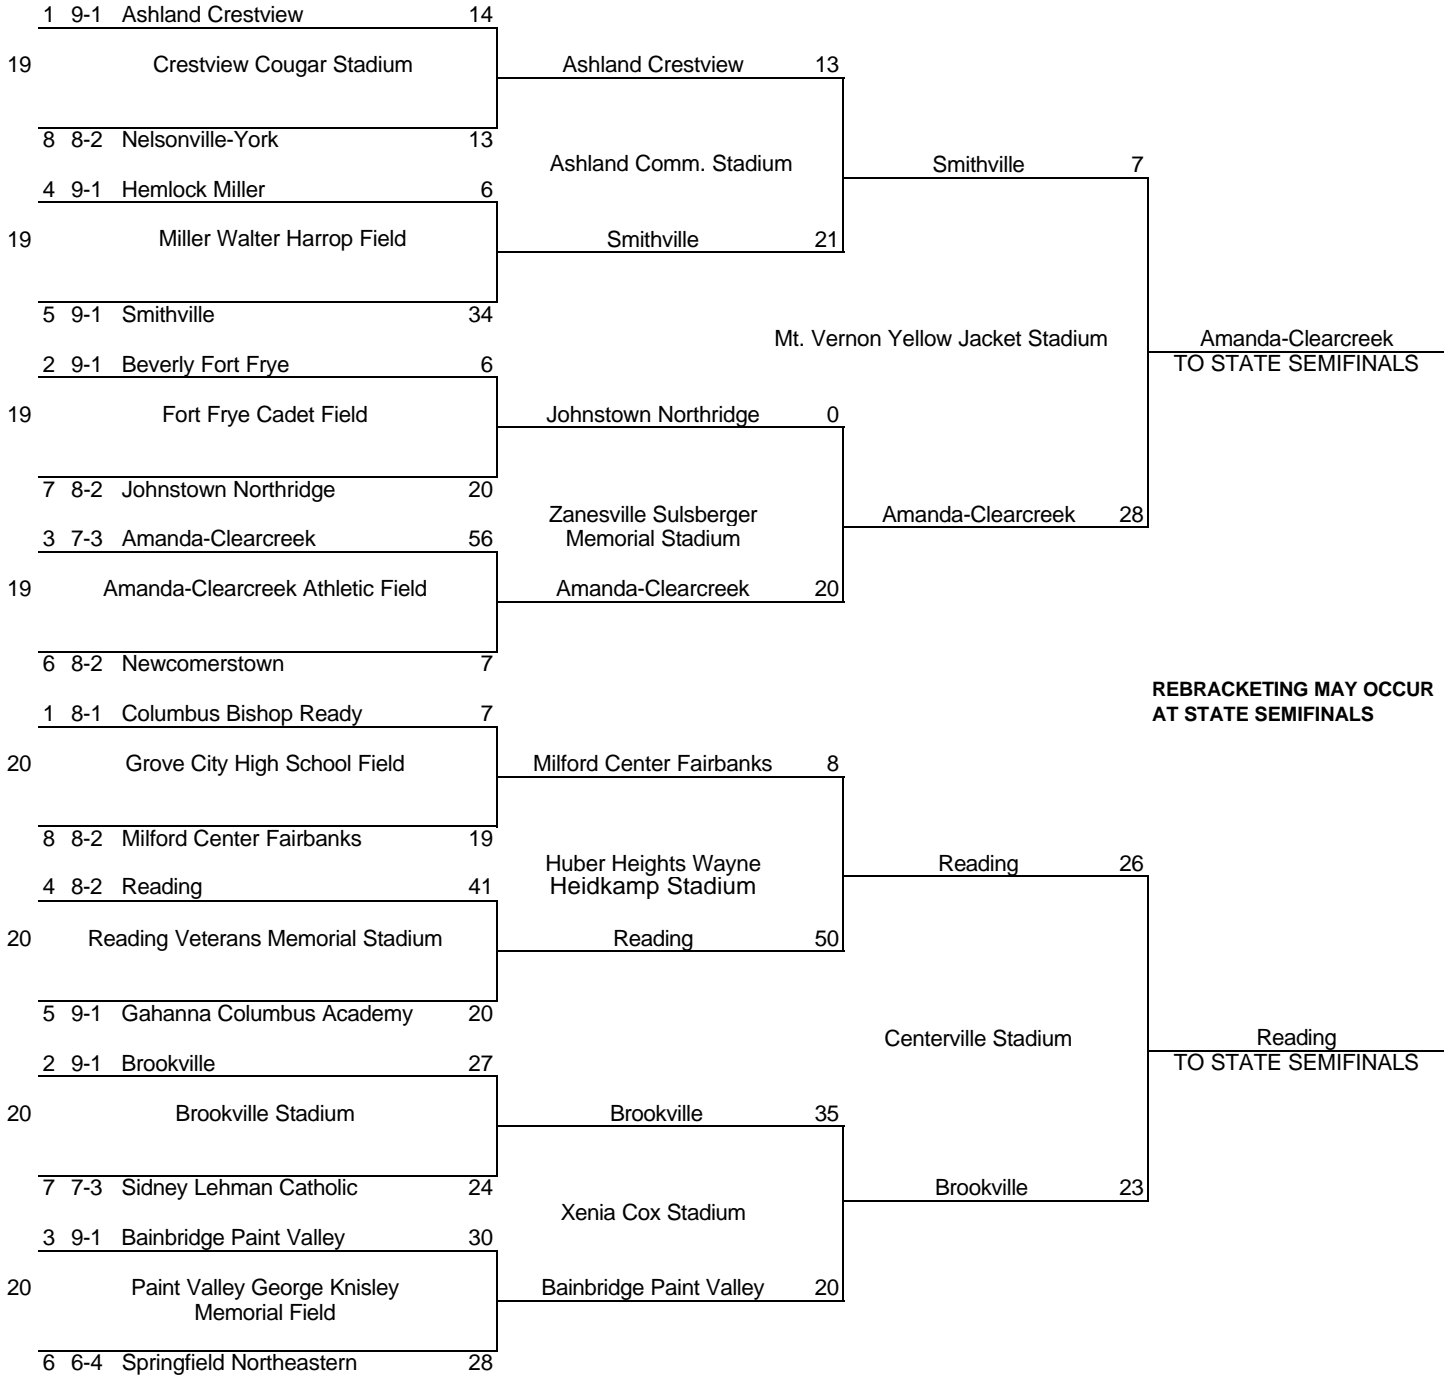 1 9-1 Ashland Crestview 14
19 Crestview Cougar Stadium Ashland Crestview 13
8 8-2 Nelsonville-York 13
Ashland Comm. Stadium Smithville 7
4 9-1 Hemlock Miller 6
19 Miller Walter Harrop Field Smithville 21
5 9-1 Smithville 34
Mt. Vernon Yellow Jacket Stadium Amanda-Clearcreek
2 9-1 Beverly Fort Frye 6 TO STATE SEMIFINALS
19 Fort Frye Cadet Field Johnstown Northridge 0
7 8-2 Johnstown Northridge 20
Zanesville Sulsberger Amanda-Clearcreek 28
3 7-3 Amanda-Clearcreek 56 Memorial Stadium
19 Amanda-Clearcreek Athletic Field Amanda-Clearcreek 20
6 8-2 Newcomerstown 7
REBRACKETING MAY OCCUR
1 8-1 Columbus Bishop Ready 7 AT STATE SEMIFINALS
20 Grove City High School Field Milford Center Fairbanks 8
8 8-2 Milford Center Fairbanks 19
Huber Heights Wayne Reading 26
4 8-2 Reading 41 Heidkamp Stadium
20 Reading Veterans Memorial Stadium Reading 50
5 9-1 Gahanna Columbus Academy 20
Centerville Stadium Reading
2 9-1 Brookville 27 TO STATE SEMIFINALS
20 Brookville Stadium Brookville 35
7 7-3 Sidney Lehman Catholic 24 Brookville 23
Xenia Cox Stadium
3 9-1 Bainbridge Paint Valley 30
20 Paint Valley George Knisley Bainbridge Paint Valley 20
Memorial Field
6 6-4 Springfield Northeastern 28